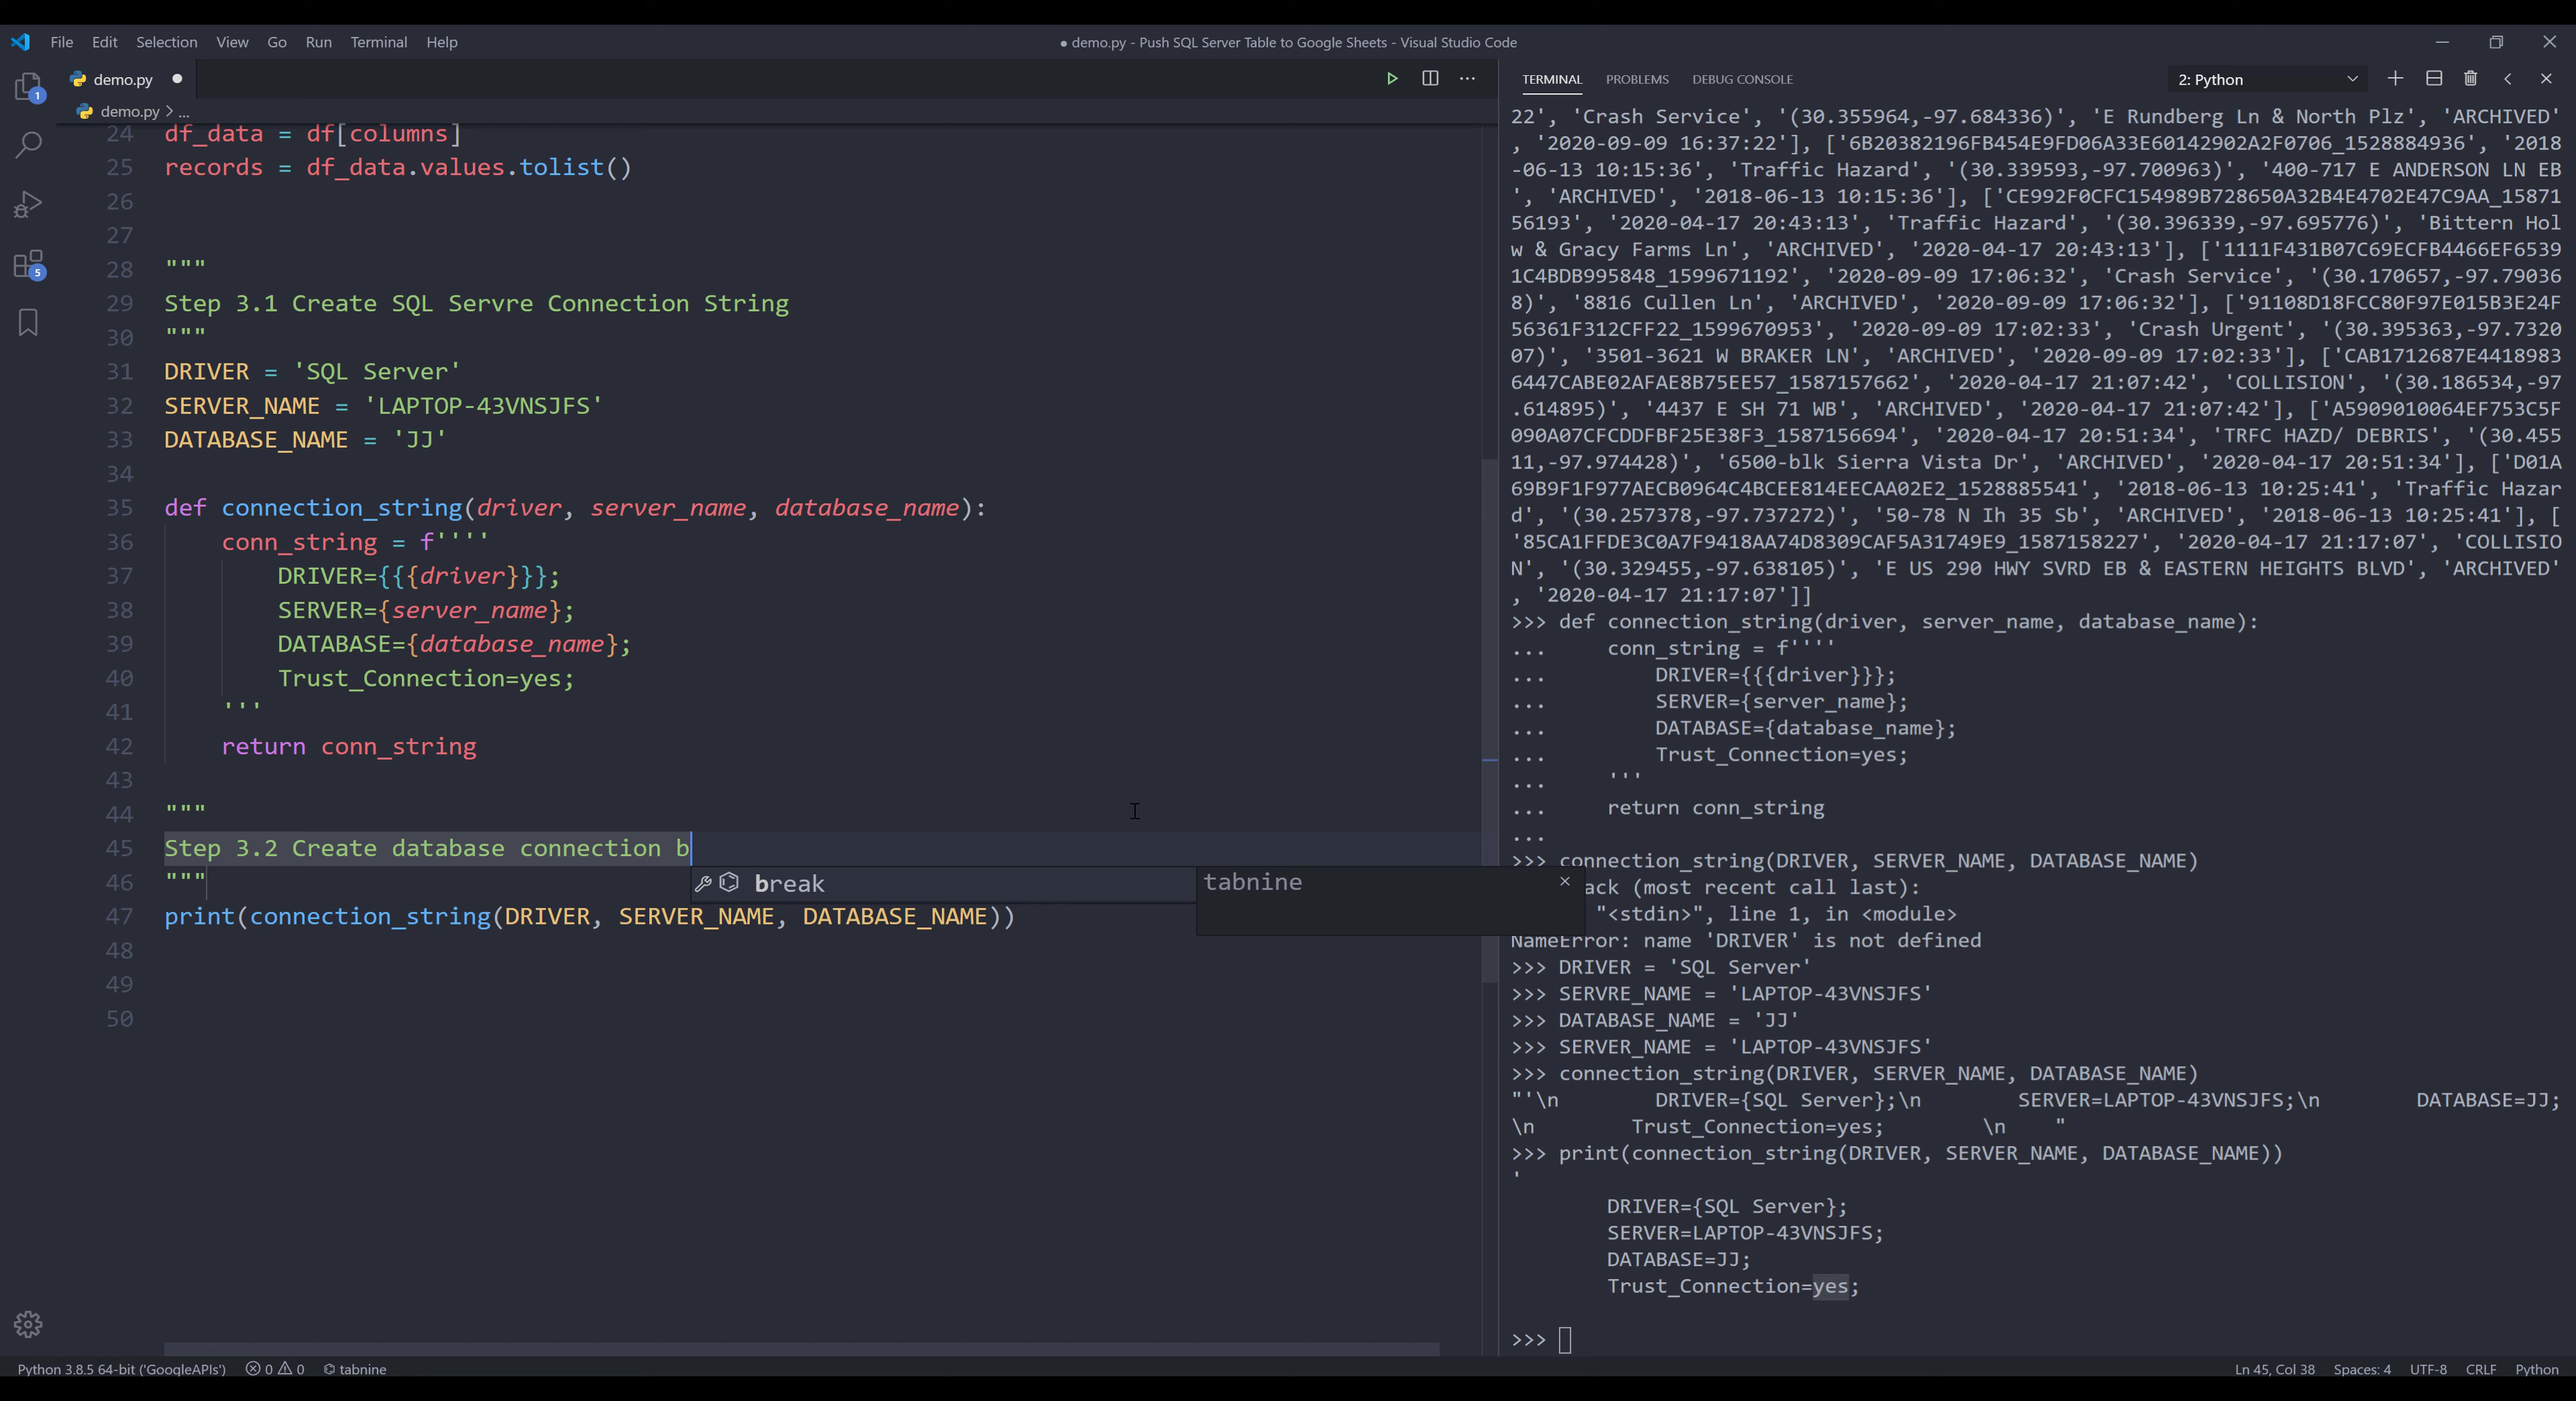 File Edit Selection View Go Run Terminal Help
● demo.py - Push SQL Server Table to Google Sheets - Visual Studio Code
demo.py
demo.py > ...
24 df_data = df[columns]
25 records = df_data.values.tolist()
26
27
28 """
29 Step 3.1 Create SQL Servre Connection String
30 """
31 DRIVER = 'SQL Server'
32 SERVER_NAME = 'LAPTOP-43VNSJFS'
33 DATABASE_NAME = 'JJ'
34
35 def connection_string(driver, server_name, database_name):
36 conn_string = f''''
37 DRIVER={{{driver}}};
38 SERVER={server_name};
39 DATABASE={database_name};
40 Trust_Connection=yes;
41 '''
42 return conn_string
43
44 """
45 Step 3.2 Create database connection b
break
tabnine
46 """
47 print(connection_string(DRIVER, SERVER_NAME, DATABASE_NAME))
48
49
50
1
5
TERMINAL PROBLEMS DEBUG CONSOLE
2: Python
22', 'Crash Service', '(30.355964,-97.684336)', 'E Rundberg Ln & North Plz', 'ARCHIVED'
, '2020-09-09 16:37:22'], ['6B20382196FB454E9FD06A33E60142902A2F0706_1528884936', '2018
-06-13 10:15:36', 'Traffic Hazard', '(30.339593,-97.700963)', '400-717 E ANDERSON LN EB
', 'ARCHIVED', '2018-06-13 10:15:36'], ['CE992F0CFC154989B728650A32B4E4702E47C9AA_15871
56193', '2020-04-17 20:43:13', 'Traffic Hazard', '(30.396339,-97.695776)', 'Bittern Hol
w & Gracy Farms Ln', 'ARCHIVED', '2020-04-17 20:43:13'], ['1111F431B07C69ECFB4466EF6539
1C4BDB995848_1599671192', '2020-09-09 17:06:32', 'Crash Service', '(30.170657,-97.79036
8)', '8816 Cullen Ln', 'ARCHIVED', '2020-09-09 17:06:32'], ['91108D18FCC80F97E015B3E24F
56361F312CFF22_1599670953', '2020-09-09 17:02:33', 'Crash Urgent', '(30.395363,-97.7320
07)', '3501-3621 W BRAKER LN', 'ARCHIVED', '2020-09-09 17:02:33'], ['CAB1712687E4418983
6447CABE02AFAE8B75EE57_1587157662', '2020-04-17 21:07:42', 'COLLISION', '(30.186534,-97
.614895)', '4437 E SH 71 WB', 'ARCHIVED', '2020-04-17 21:07:42'], ['A5909010064EF753C5F
090A07CFCDDFBF25E38F3_1587156694', '2020-04-17 20:51:34', 'TRFC HAZD/ DEBRIS', '(30.455
11,-97.974428)', '6500-blk Sierra Vista Dr', 'ARCHIVED', '2020-04-17 20:51:34'], ['D01A
69B9F1F977AECB0964C4BCEE814EECAA02E2_1528885541', '2018-06-13 10:25:41', 'Traffic Hazar
d', '(30.257378,-97.737272)', '50-78 N Ih 35 Sb', 'ARCHIVED', '2018-06-13 10:25:41'], [
'85CA1FFDE3C0A7F9418AA74D8309CAF5A31749E9_1587158227', '2020-04-17 21:17:07', 'COLLISIO
N', '(30.329455,-97.638105)', 'E US 290 HWY SVRD EB & EASTERN HEIGHTS BLVD', 'ARCHIVED'
, '2020-04-17 21:17:07']]
>>> def connection_string(driver, server_name, database_name):
... conn_string = f''''
... DRIVER={{{driver}}};
... SERVER={server_name};
... DATABASE={database_name};
... Trust_Connection=yes;
... '''
... return conn_string
...
>>> connection_string(DRIVER, SERVER_NAME, DATABASE_NAME)
ack (most recent call last):
"<stdin>", line 1, in <module>
NameError: name 'DRIVER' is not defined
>>> DRIVER = 'SQL Server'
>>> SERVRE_NAME = 'LAPTOP-43VNSJFS'
>>> DATABASE_NAME = 'JJ'
>>> SERVER_NAME = 'LAPTOP-43VNSJFS'
>>> connection_string(DRIVER, SERVER_NAME, DATABASE_NAME)
"'\n DRIVER={SQL Server};\n SERVER=LAPTOP-43VNSJFS;\n DATABASE=JJ;
\n Trust_Connection=yes; \n "
>>> print(connection_string(DRIVER, SERVER_NAME, DATABASE_NAME))
'
DRIVER={SQL Server};
SERVER=LAPTOP-43VNSJFS;
DATABASE=JJ;
Trust_Connection=yes;
>>>
Python 3.8.5 64-bit ('GoogleAPIs') 0 0 tabnine
Ln 45, Col 38 Spaces: 4 UTF-8 CRLF Python